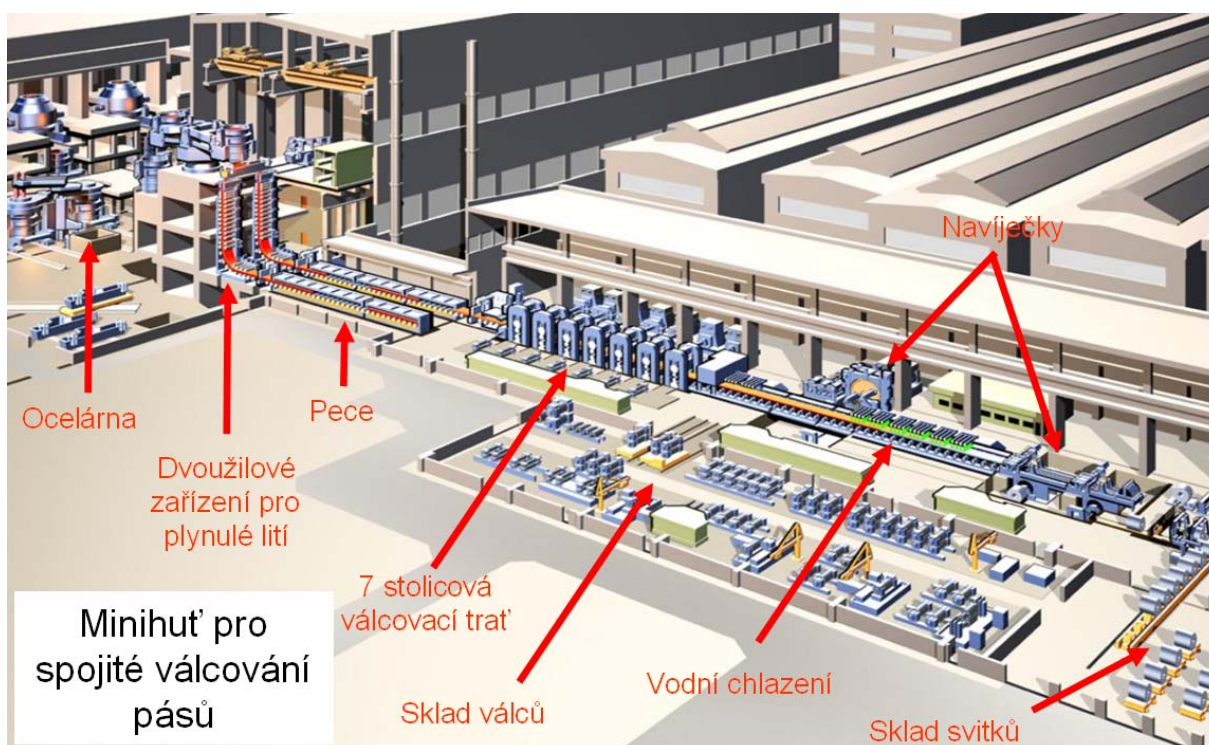 Navíječky
Ocelárna
Pece
Dvoužilové
zařízení pro
plynulé lití
7 stolicová
válcovací trať
Sklad válců
Vodní chlazení
Sklad svitků
Minihuť pro
spojité válcování
pásů